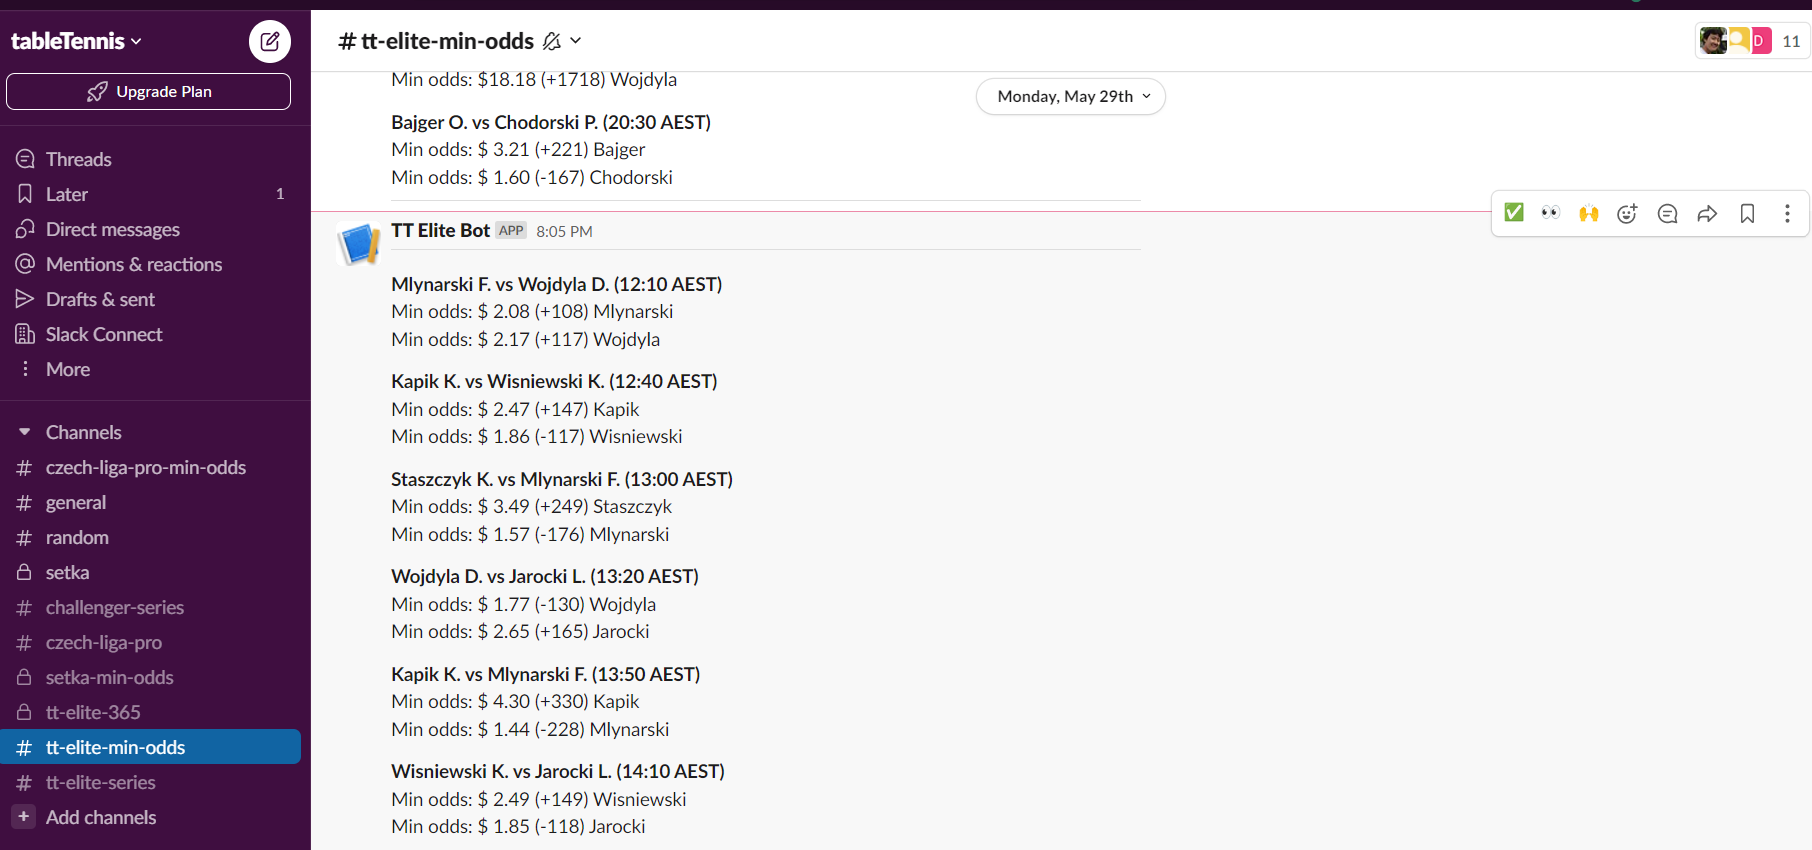 tableTennis
Upgrade Plan
Threads
Later 1
Direct messages
Mentions & reactions
Drafts & sent
Slack Connect
More
Channels
# czech-liga-pro-min-odds
# general
# random
setka
# challenger-series
# czech-liga-pro
setka-min-odds
tt-elite-365
# tt-elite-min-odds
# tt-elite-series
+ Add channels
# tt-elite-min-odds
D 11
Monday, May 29th
Min odds: $18.18 (+1718) Wojdyla
Bajger O. vs Chodorski P. (20:30 AEST)
Min odds: $ 3.21 (+221) Bajger
Min odds: $ 1.60 (-167) Chodorski
TT Elite Bot APP 8:05 PM
Mlynarski F. vs Wojdyla D. (12:10 AEST)
Min odds: $ 2.08 (+108) Mlynarski
Min odds: $ 2.17 (+117) Wojdyla
Kapik K. vs Wisniewski K. (12:40 AEST)
Min odds: $ 2.47 (+147) Kapik
Min odds: $ 1.86 (-117) Wisniewski
Staszczyk K. vs Mlynarski F. (13:00 AEST)
Min odds: $ 3.49 (+249) Staszczyk
Min odds: $ 1.57 (-176) Mlynarski
Wojdyla D. vs Jarocki L. (13:20 AEST)
Min odds: $ 1.77 (-130) Wojdyla
Min odds: $ 2.65 (+165) Jarocki
Kapik K. vs Mlynarski F. (13:50 AEST)
Min odds: $ 4.30 (+330) Kapik
Min odds: $ 1.44 (-228) Mlynarski
Wisniewski K. vs Jarocki L. (14:10 AEST)
Min odds: $ 2.49 (+149) Wisniewski
Min odds: $ 1.85 (-118) Jarocki